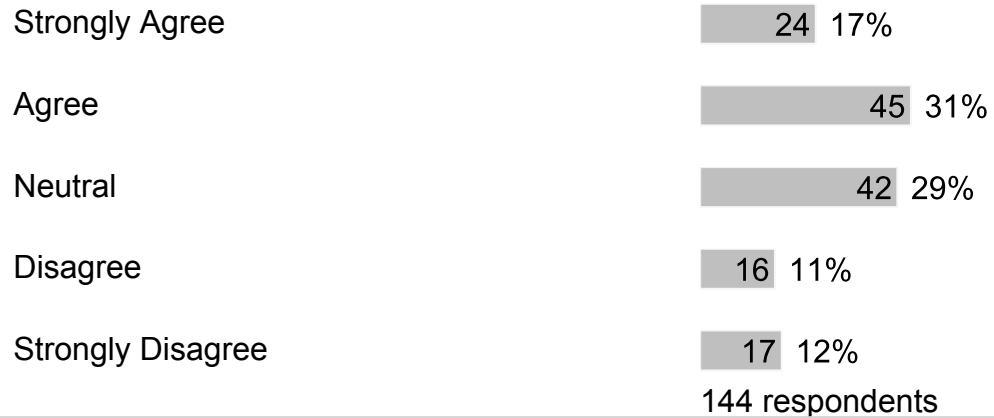 Strongly Agree 24 17%
Agree 45 31%
Neutral 42 29%
Disagree 16 11%
Strongly Disagree 17 12%
144 respondents